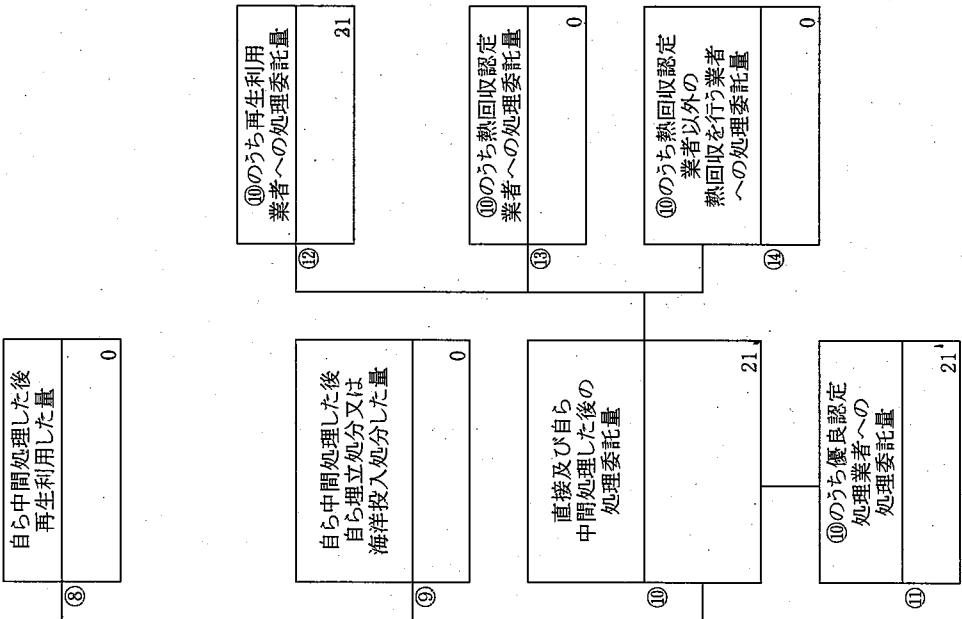 ⑧
自ら中間処理した後
再生利用した量
0
⑨
自ら中間処理した後
自ら埋立処分又は
海洋投入処分した量
0
⑩
直接及び自ら
中間処理した後の
処理委託量
21
⑪
⑩のうち優良認定
処理業者への
処理委託量
21
⑫
⑩のうち再生利用
業者への処理委託量
21
⑬
⑩のうち熱回収認定
業者への処理委託量
0
⑭
⑩のうち熱回収認定
業者以外の
熱回収を行う業者
への処理委託量
0